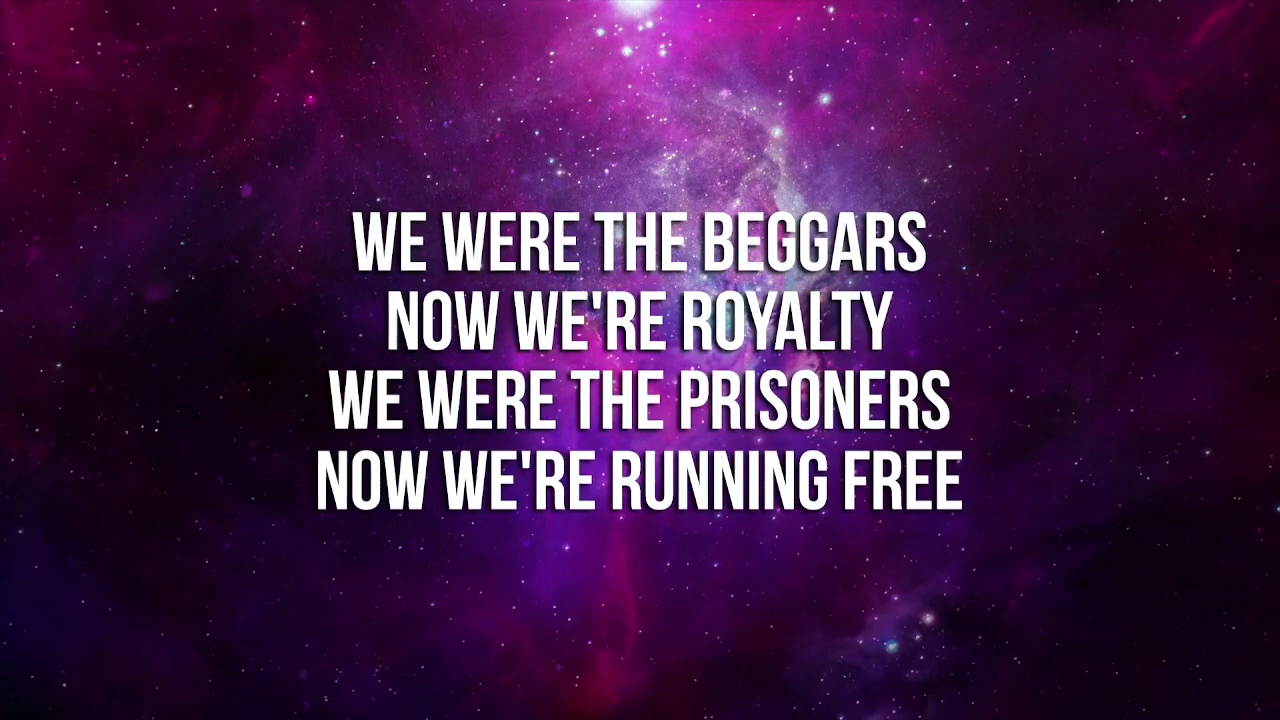 WE WERE THE BEGGARS
NOW WE'RE ROYALTY
WE WERE THE PRISONERS
NOW WE'RE RUNNING FREE